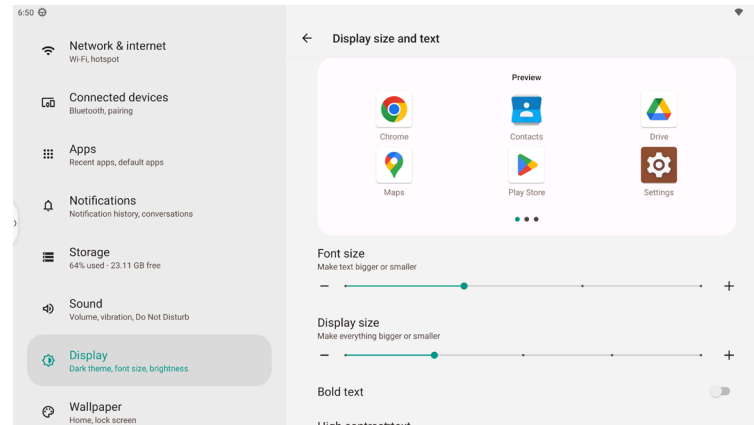 6:50
Network & internet
Wi-Fi, hotspot
Connected devices
Bluetooth, pairing
Apps
Recent apps, default apps
Notifications
Notification history, conversations
Storage
64% used - 23.11 GB free
Sound
Volume, vibration, Do Not Disturb
Display
Dark theme, font size, brightness
Wallpaper
Home, lock screen
Display size and text
Preview
Chrome
Contacts
Drive
Maps
Play Store
Settings
Font size
Make text bigger or smaller
Display size
Make everything bigger or smaller
Bold text
High contrast text